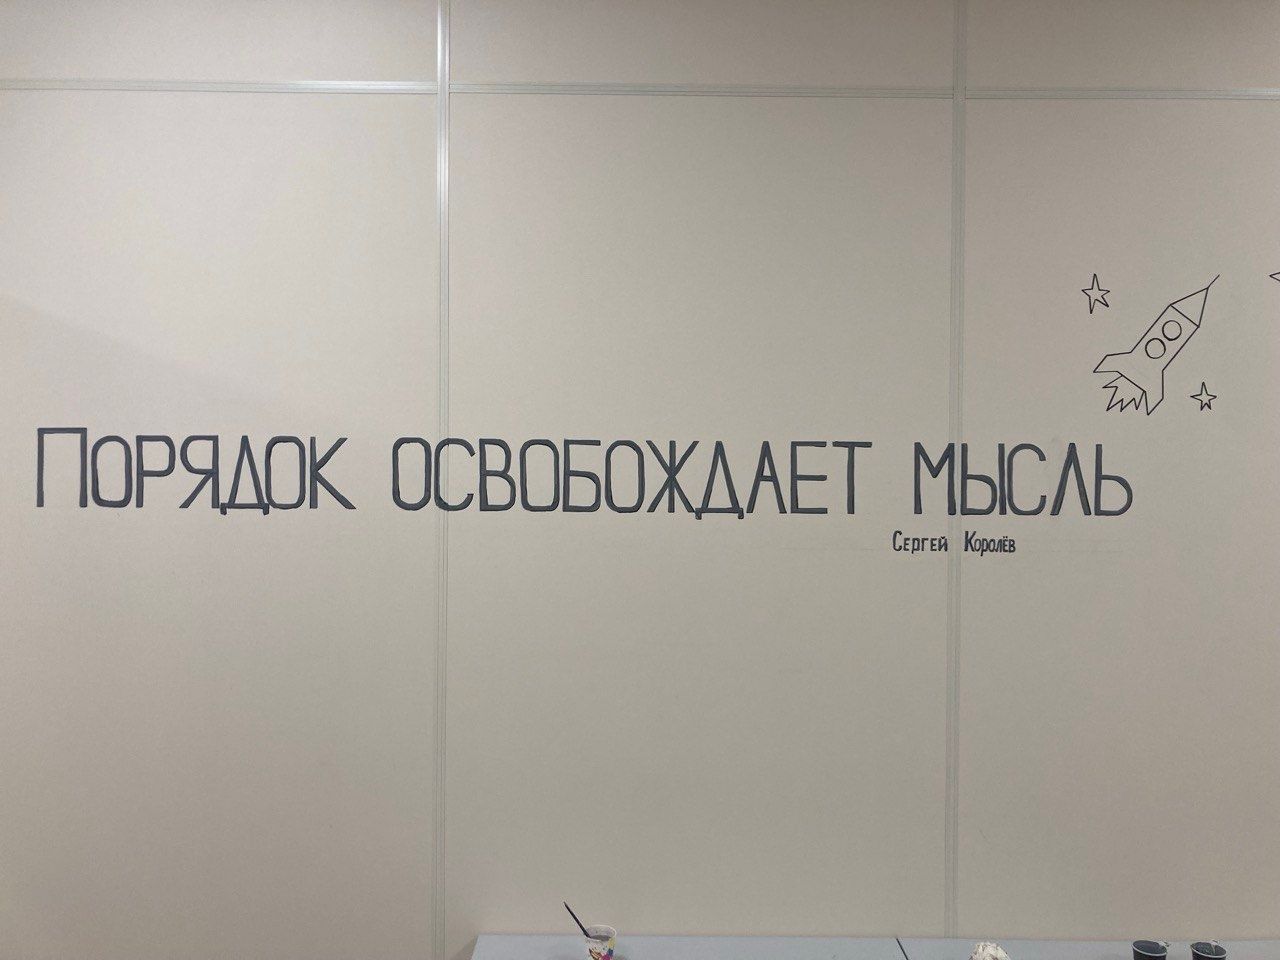 Порядок освобождает мысль
Сергей Королёв